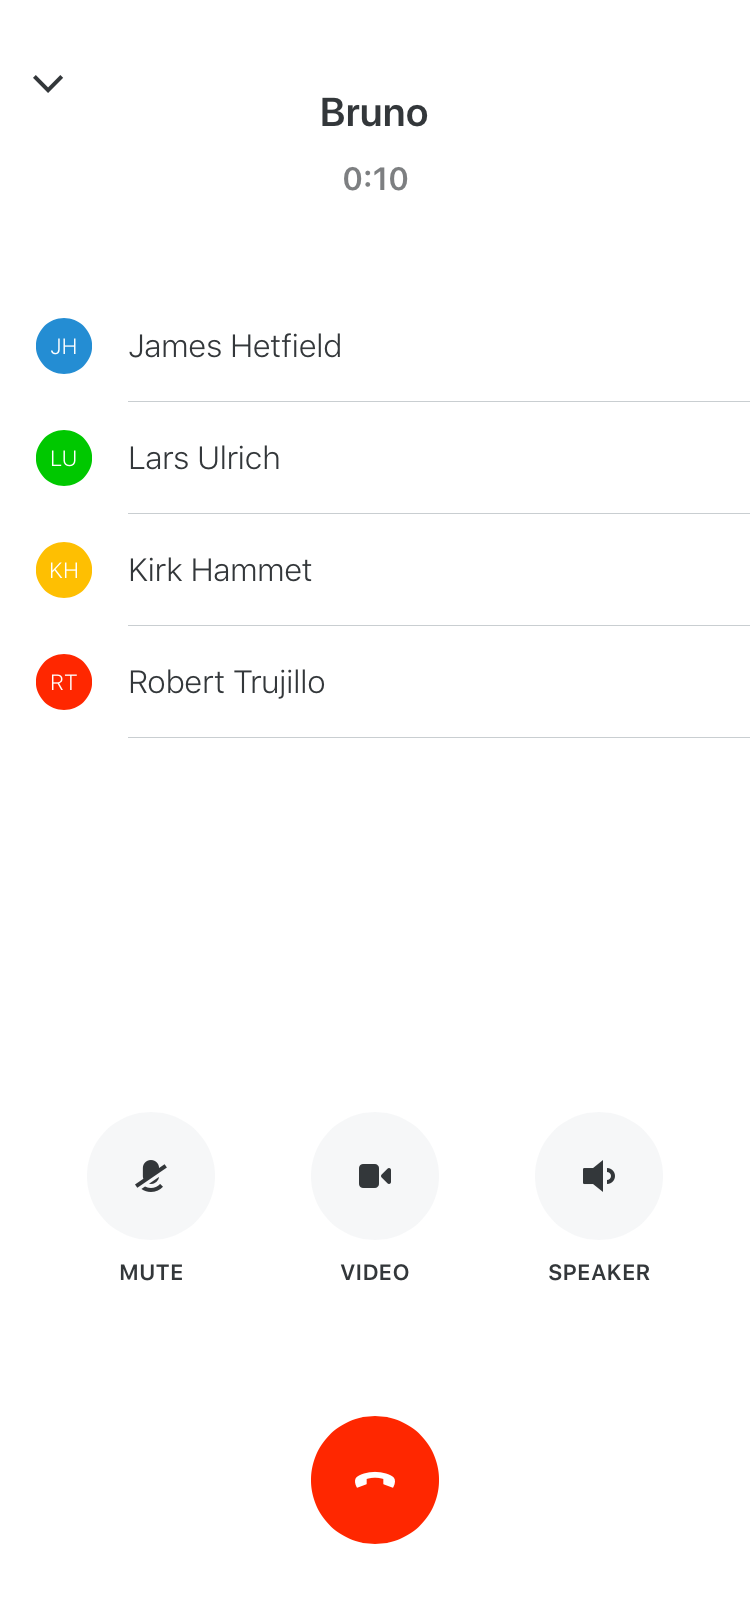 Bruno
0:10
JH James Hetfield
LU Lars Ulrich
KH Kirk Hammet
RT Robert Trujillo
MUTE VIDEO SPEAKER